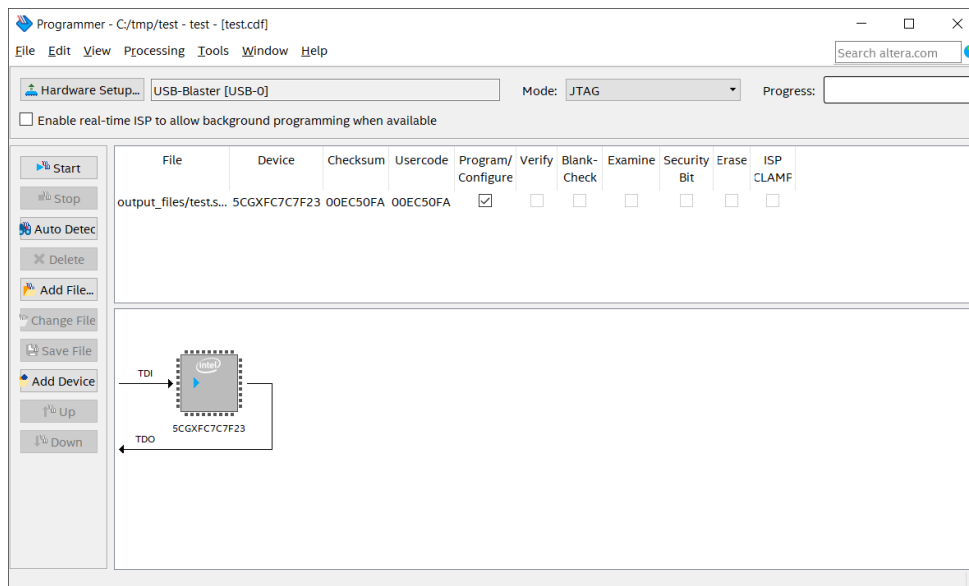 Programmer - C:/tmp/test - test - [test.cdf]
File Edit View Processing Tools Window Help
Search altera.com
Hardware Setup... USB-Blaster [USB-0] Mode: JTAG Progress:
Enable real-time ISP to allow background programming when available
Start
Stop
Auto Detec
Delete
Add File...
Change File
Save File
Add Device
Up
Down
File Device Checksum Usercode Program/ Verify Blank- Examine Security Erase ISP
Configure Check Bit CLAMP
output_files/test.s... 5CGXFC7C7F23 00EC50FA 00EC50FA
TDI
intel
5CGXFC7C7F23
TDO